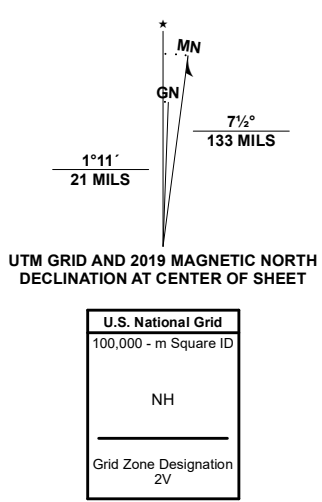 ★
MN
GN
7½°
133 MILS
1°11´
21 MILS
UTM GRID AND 2019 MAGNETIC NORTH
DECLINATION AT CENTER OF SHEET
U.S. National Grid
100,000 - m Square ID
NH
Grid Zone Designation
2V